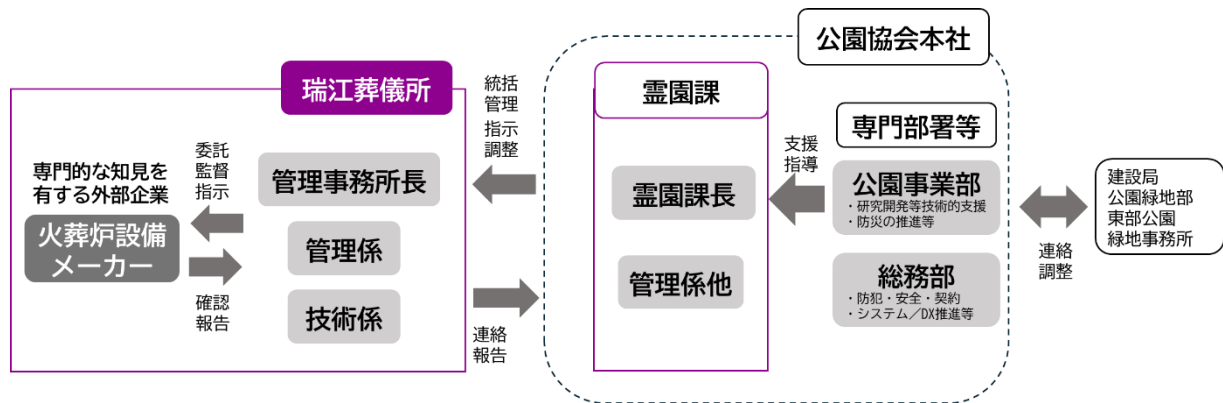 瑞江葬儀所
専門的な知見を
有する外部企業
火葬炉設備
メーカー
委託
監督
指示
確認
報告
管理事務所長
管理係
技術係
統括
管理
指示
調整
連絡
報告
公園協会本社
霊園課
霊園課長
管理係他
支援
指導
専門部署等
公園事業部
・研究開発等技術的支援
・防災の推進等
総務部
・防犯・安全・契約
・システム／DX推進等
連絡
調整
建設局
公園緑地部
東部公園
緑地事務所